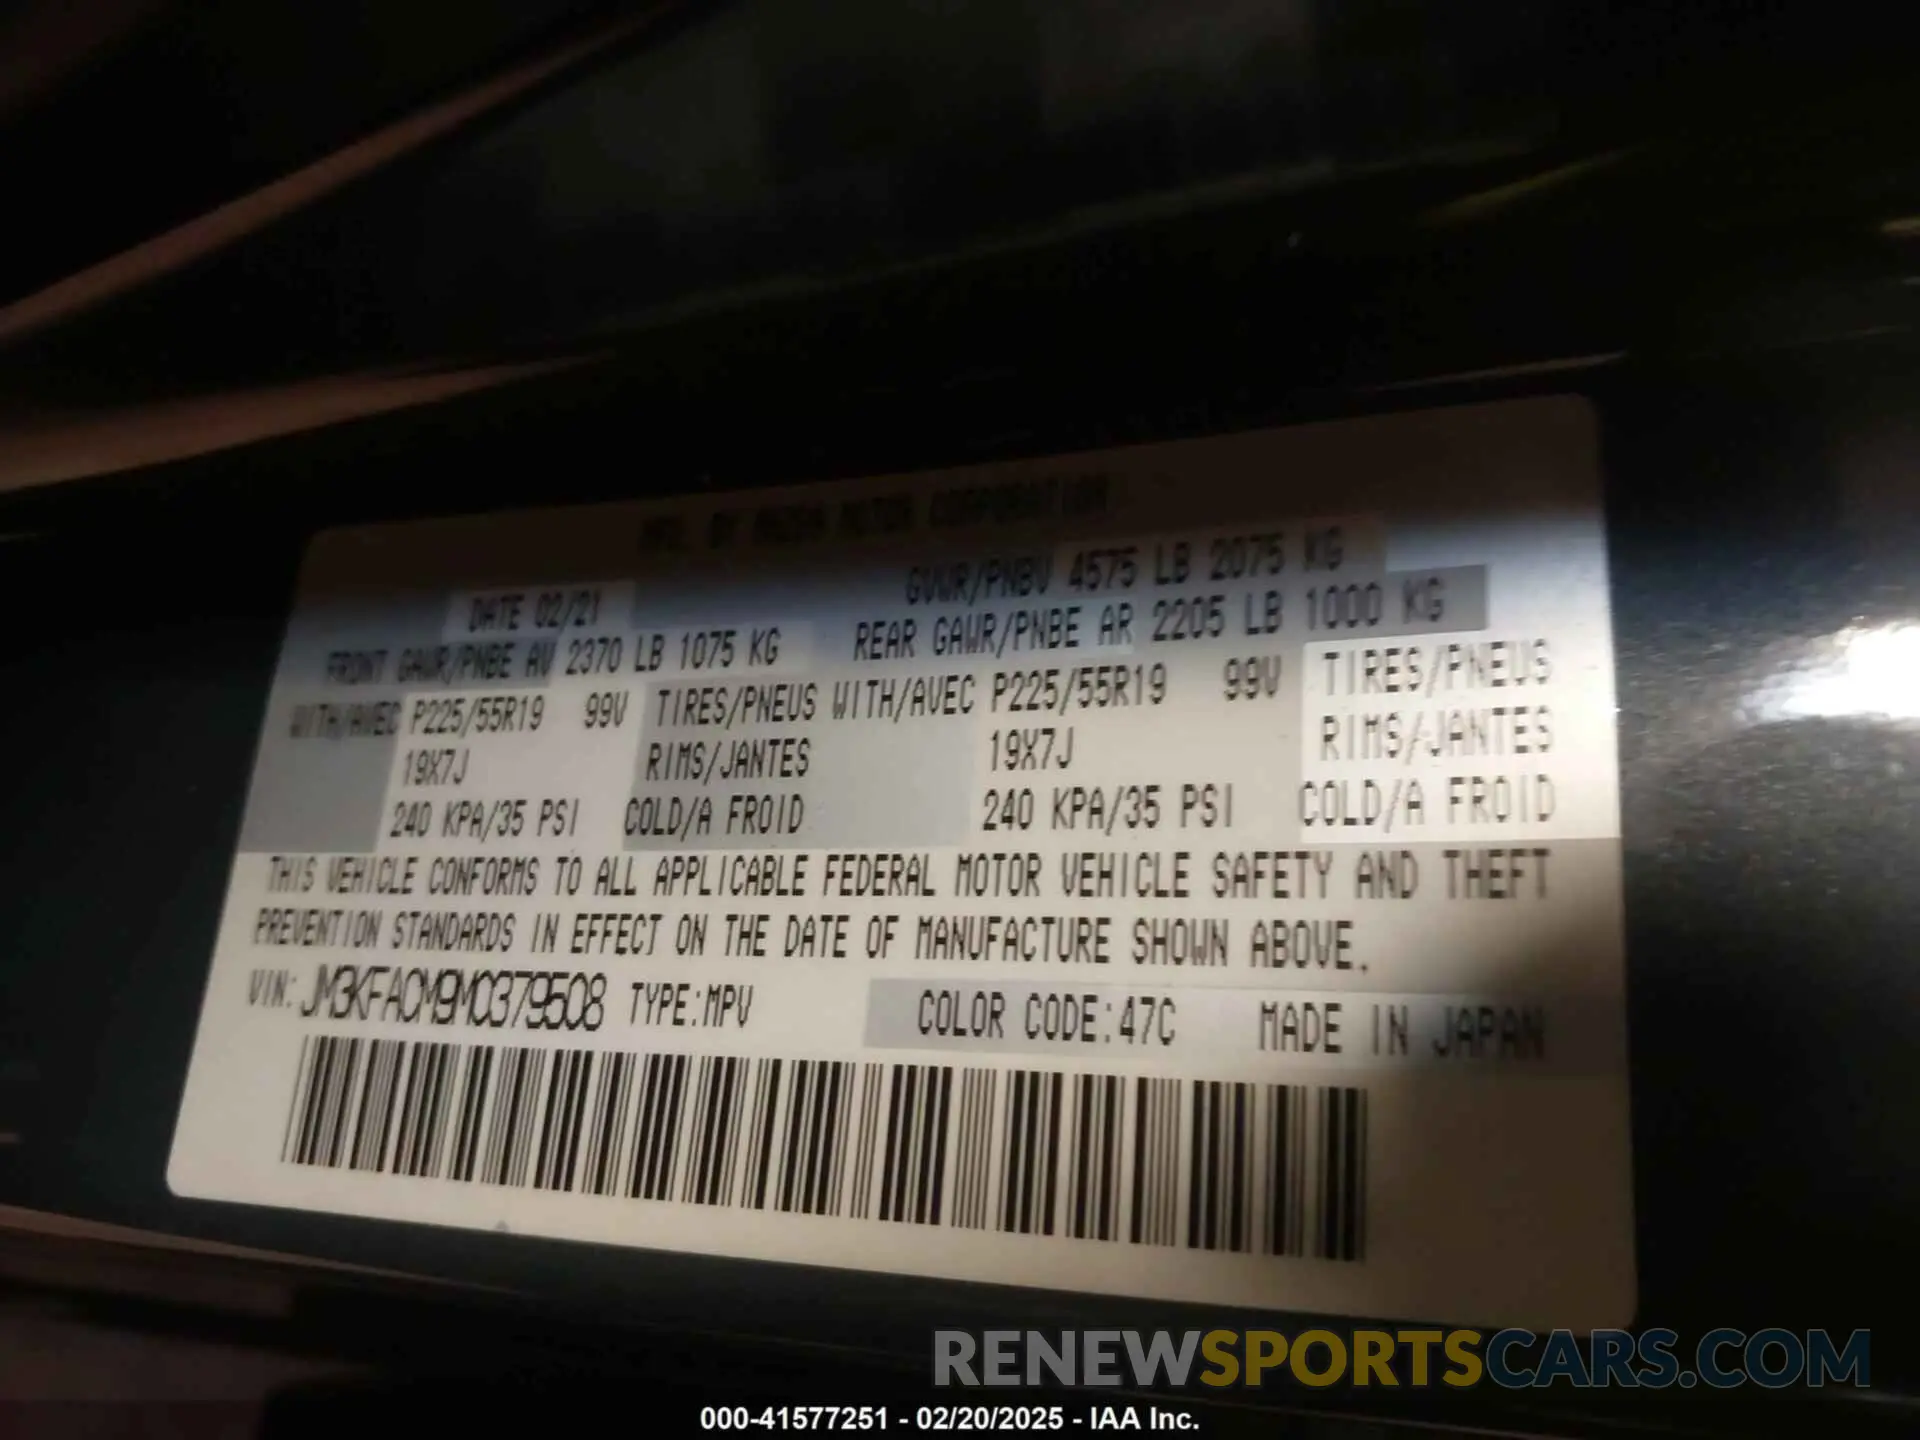 MFG. BY MAZDA MOTOR CORPORATION
DATE 02/21 GVWR/PNBV 4575 LB 2075 KG
FRONT GAWR/PNBE AV 2370 LB 1075 KG REAR GAWR/PNBE AR 2205 LB 1000 KG
WITH/AVEC P225/55R19 99V TIRES/PNEUS WITH/AVEC P225/55R19 99V TIRES/PNEUS
19X7J RIMS/JANTES 19X7J RIMS/JANTES
240 KPA/35 PSI COLD/A FROID 240 KPA/35 PSI COLD/A FROID
THIS VEHICLE CONFORMS TO ALL APPLICABLE FEDERAL MOTOR VEHICLE SAFETY AND THEFT
PREVENTION STANDARDS IN EFFECT ON THE DATE OF MANUFACTURE SHOWN ABOVE.
VIN: JM3KFACM9M0379508 TYPE:MPV COLOR CODE:47C MADE IN JAPAN
RENEWSPORTSCARS.COM
000-41577251 - 02/20/2025 - IAA Inc.